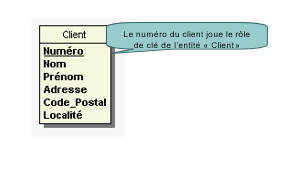 Client
Numéro
Nom
Prénom
Adresse
Code_Postal
Localité
Le numéro du client joue le rôle
de clé de l'entité « Client »